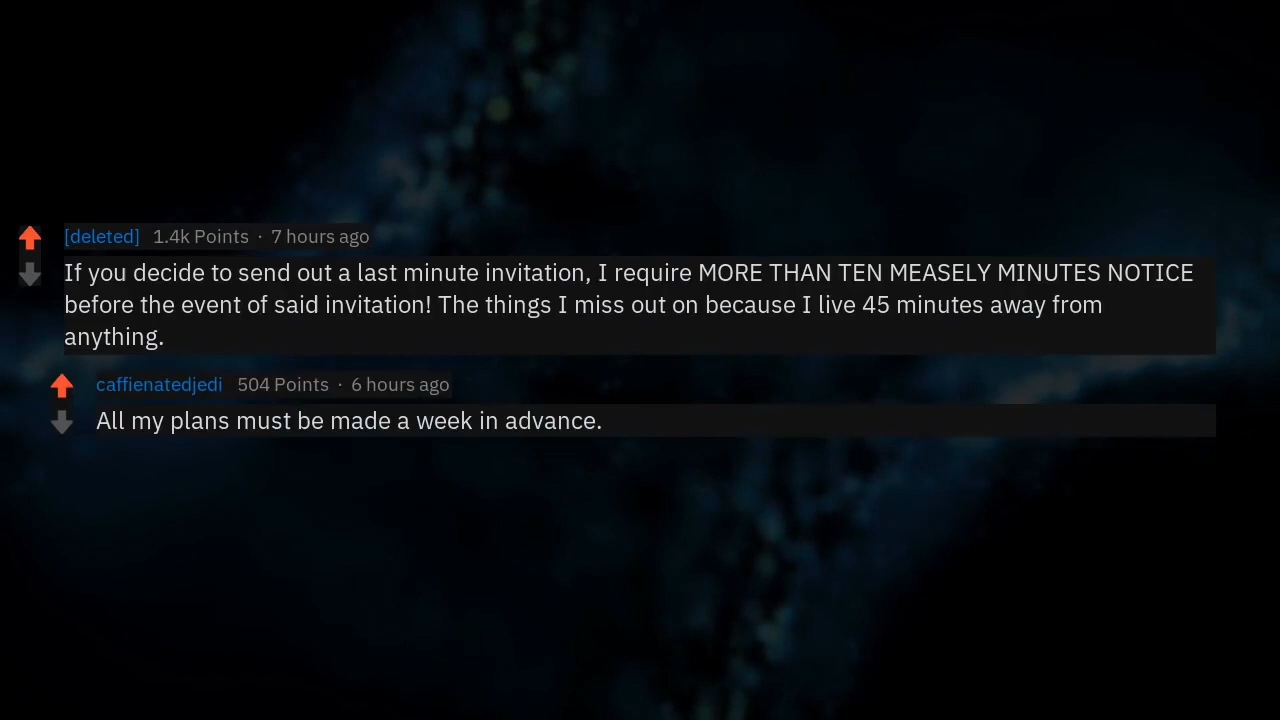 [deleted] 1.4k Points · 7 hours ago
If you decide to send out a last minute invitation, I require MORE THAN TEN MEASELY MINUTES NOTICE
before the event of said invitation! The things I miss out on because I live 45 minutes away from
anything.
caffienatedjedi 504 Points · 6 hours ago
All my plans must be made a week in advance.